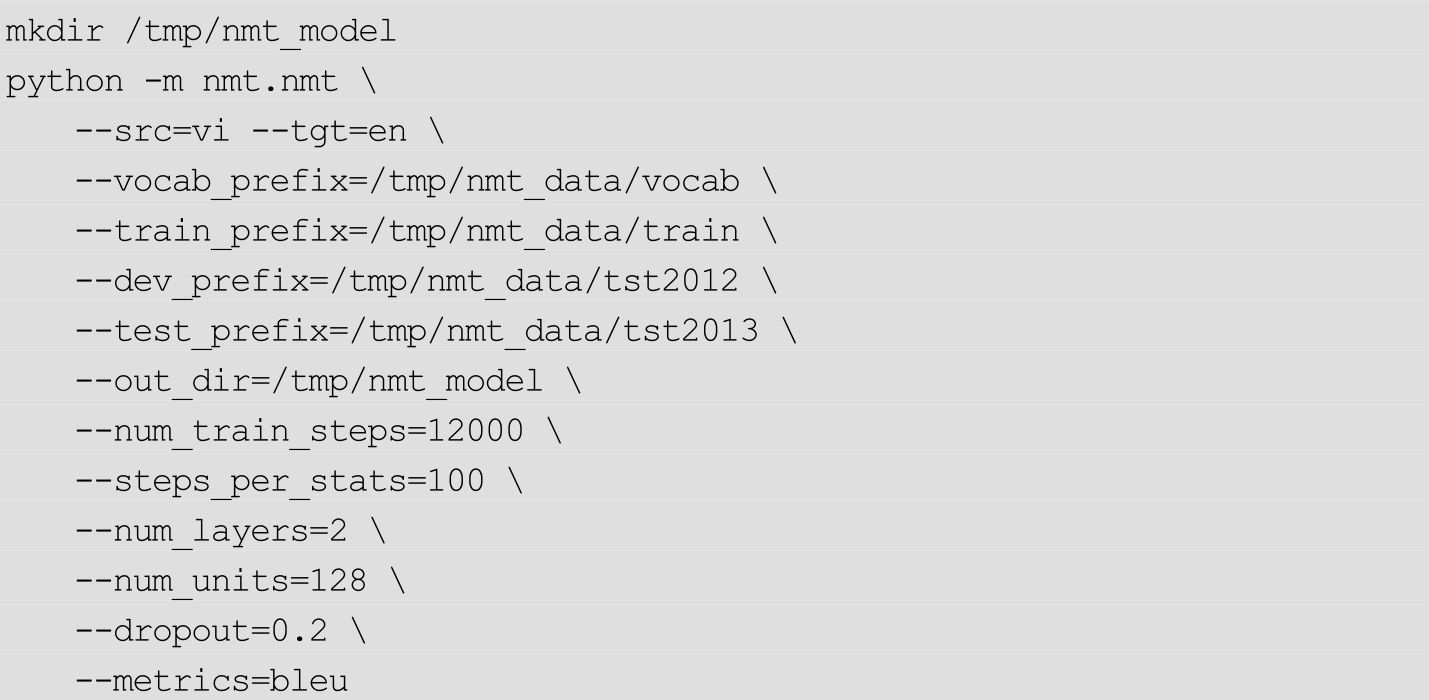 mkdir /tmp/nmt_model
python -m nmt.nmt \
    --src=vi --tgt=en \
    --vocab_prefix=/tmp/nmt_data/vocab \
    --train_prefix=/tmp/nmt_data/train \
    --dev_prefix=/tmp/nmt_data/tst2012 \
    --test_prefix=/tmp/nmt_data/tst2013 \
    --out_dir=/tmp/nmt_model \
    --num_train_steps=12000 \
    --steps_per_stats=100 \
    --num_layers=2 \
    --num_units=128 \
    --dropout=0.2 \
    --metrics=bleu